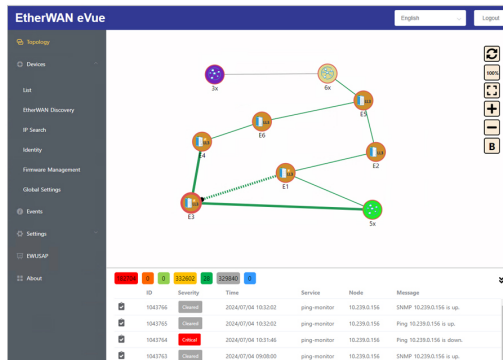 EtherWAN eVue
English
Logout
Topology
Devices
List
EtherWAN Discovery
IP Search
Identity
Firmware Management
Global Settings
Events
Settings
EWUSAP
About
100%
B
3x
6x
E5
E6
E4
E2
E1
E3
5x
0 0 332802 28 329840 0
ID Severity Time Service Node Message
1043766 Cleared 2024/07/04 10:32:02 ping-monitor 10.239.0.156 SNMP 10.239.0.156 is up.
1043765 Cleared 2024/07/04 10:32:02 ping-monitor 10.239.0.156 Ping 10.239.0.156 is up.
1043764 Critical 2024/07/04 10:31:46 ping-monitor 10.239.0.156 Ping 10.239.0.156 is down.
1043763 Cleared 2024/07/04 09:08:00 ping-monitor 10.239.0.156 SNMP 10.239.0.156 is up.